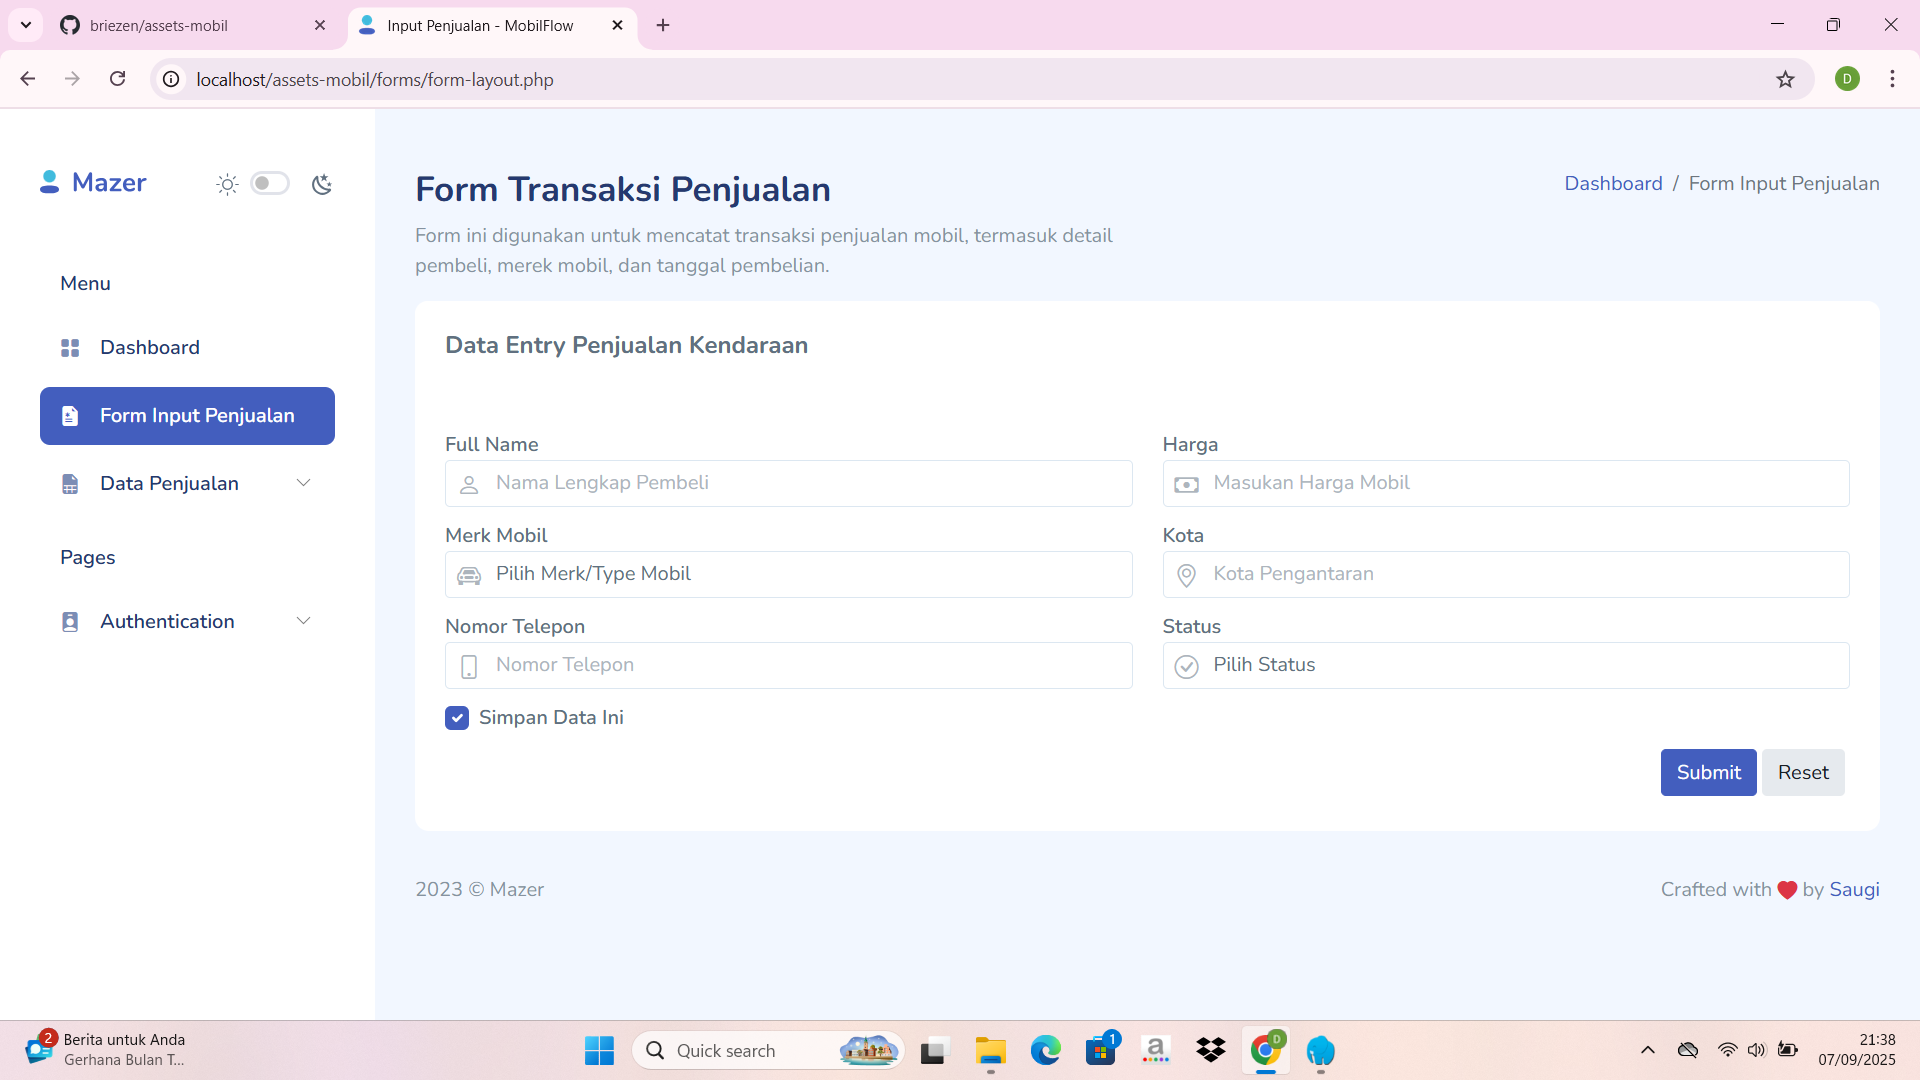 briezen/assets-mobil
Input Penjualan - MobilFlow
localhost/assets-mobil/forms/form-layout.php
D
Mazer
Menu
Dashboard
Form Input Penjualan
Data Penjualan
Pages
Authentication
Form Transaksi Penjualan
Dashboard / Form Input Penjualan
Form ini digunakan untuk mencatat transaksi penjualan mobil, termasuk detail
pembeli, merek mobil, dan tanggal pembelian.
Data Entry Penjualan Kendaraan
Full Name
Nama Lengkap Pembeli
Harga
Masukan Harga Mobil
Merk Mobil
Pilih Merk/Type Mobil
Kota
Kota Pengantaran
Nomor Telepon
Nomor Telepon
Status
Pilih Status
Simpan Data Ini
Submit
Reset
2023 © Mazer
Crafted with by Saugi
2
Berita untuk Anda
Gerhana Bulan T...
Quick search
1
a
D
21:38
07/09/2025